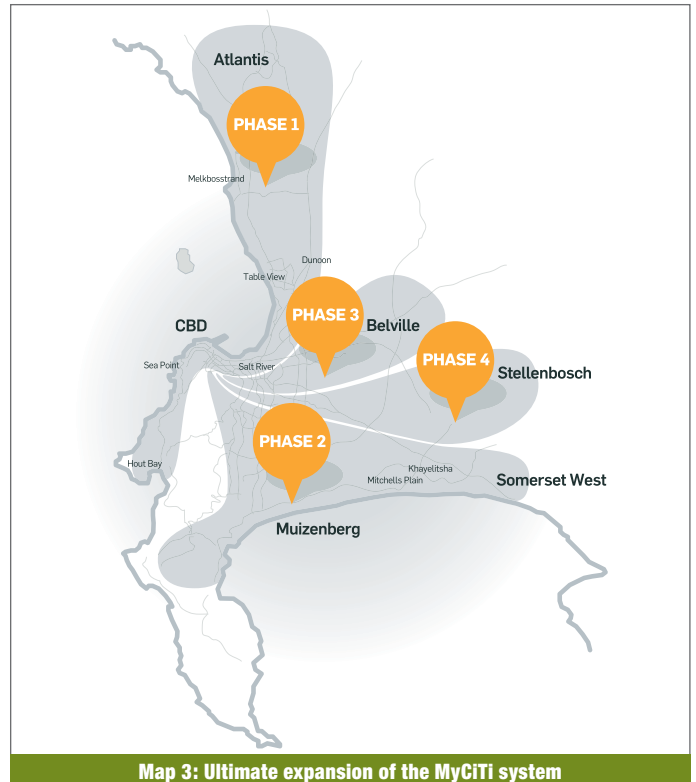 Atlantis
PHASE 1
Melkbosstrand
Dunoon
Table View
PHASE 3
CBD
Belville
Sea Point
Salt River
PHASE 4
Stellenbosch
PHASE 2
Hout Bay
Khayelitsha
Mitchells Plain
Somerset West
Muizenberg
Map 3: Ultimate expansion of the MyCiTi system